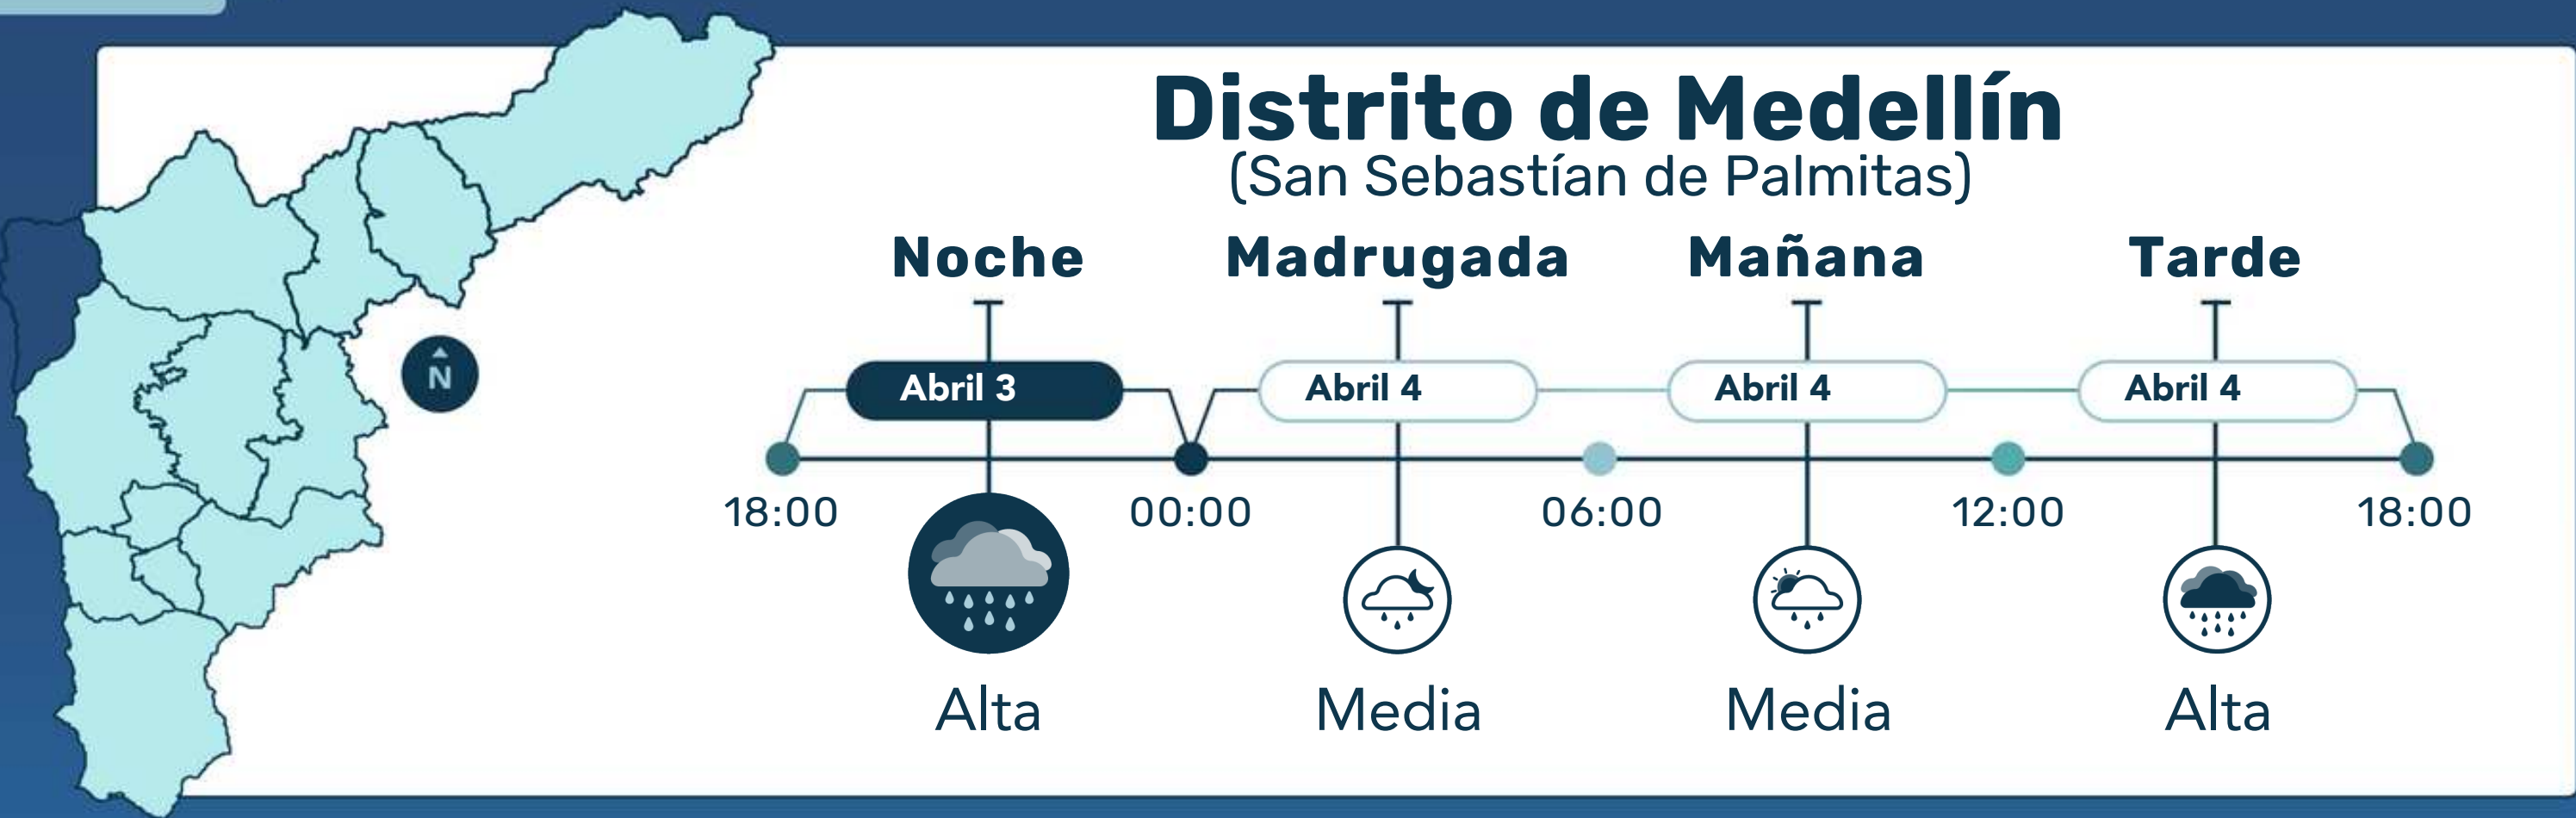 Distrito de Medellín
(San Sebastían de Palmitas)
Noche Madrugada Mañana Tarde
N
Abril 3 Abril 4 Abril 4 Abril 4
18:00 00:00 06:00 12:00 18:00
Alta Media Media Alta